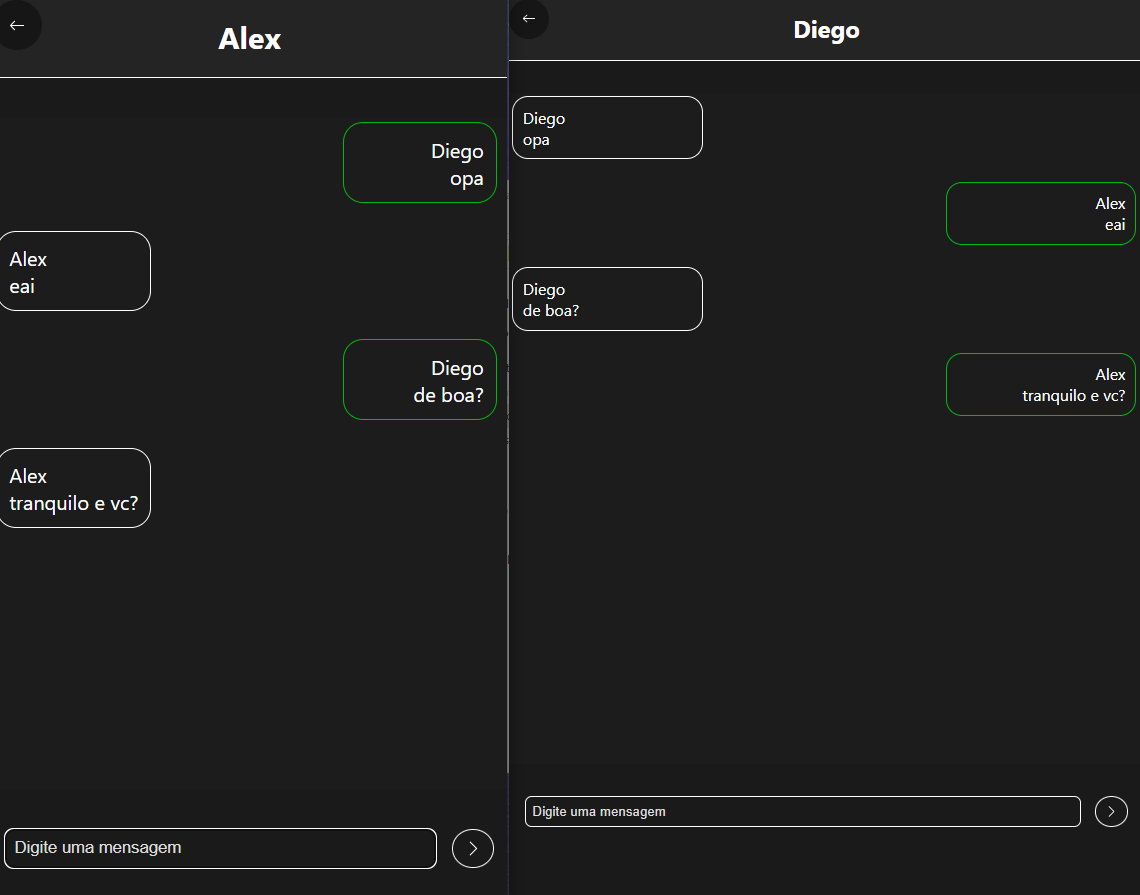 Alex
Diego
opa
Alex
eai
Diego
de boa?
Alex
tranquilo e vc?
Digite uma mensagem
Diego
Diego
opa
Alex
eai
Diego
de boa?
Alex
tranquilo e vc?
Digite uma mensagem